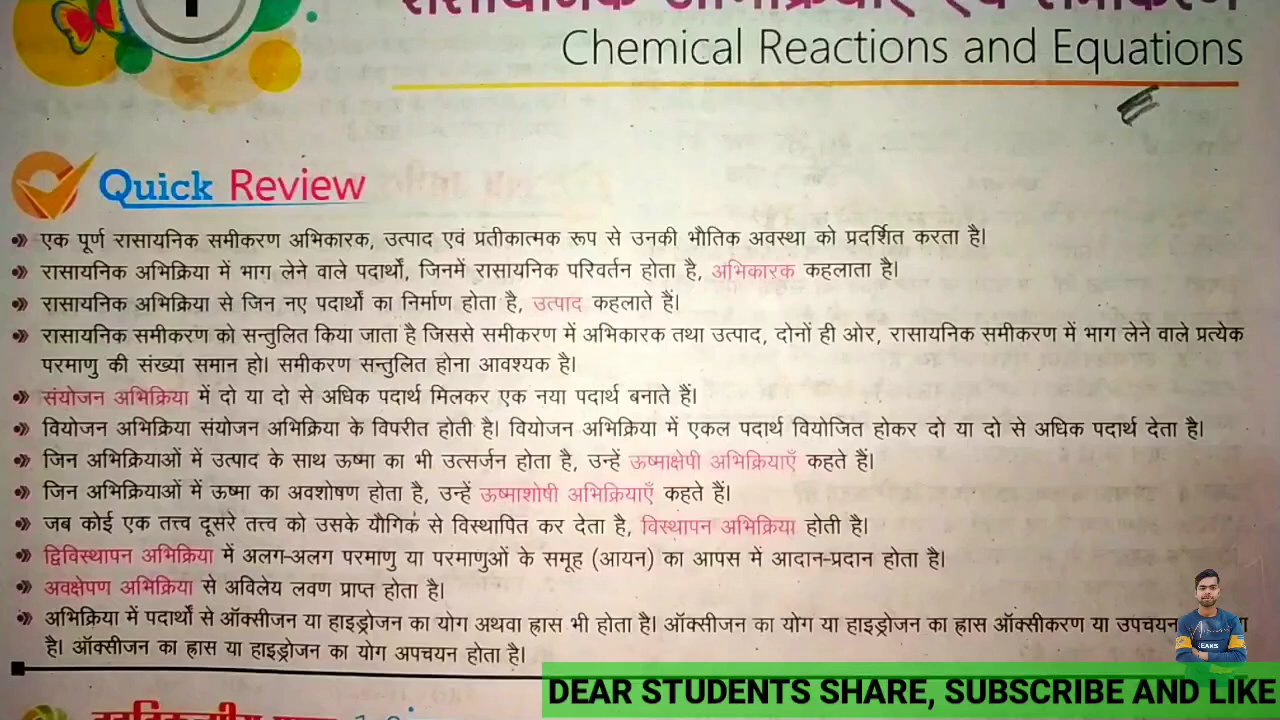 1
रासायनिक अभिक्रियाएँ एवं समीकरण
Chemical Reactions and Equations
Quick Review
एक पूर्ण रासायनिक समीकरण अभिकारक, उत्पाद एवं प्रतीकात्मक रूप से उनकी भौतिक अवस्था को प्रदर्शित करता है।
रासायनिक अभिक्रिया में भाग लेने वाले पदार्थों, जिनमें रासायनिक परिवर्तन होता है, अभिकारक कहलाता है।
रासायनिक अभिक्रिया से जिन नए पदार्थों का निर्माण होता है, उत्पाद कहलाते हैं।
रासायनिक समीकरण को सन्तुलित किया जाता है जिससे समीकरण में अभिकारक तथा उत्पाद, दोनों ही ओर, रासायनिक समीकरण में भाग लेने वाले प्रत्येक
परमाणु की संख्या समान हो। समीकरण सन्तुलित होना आवश्यक है।
संयोजन अभिक्रिया में दो या दो से अधिक पदार्थ मिलकर एक नया पदार्थ बनाते हैं।
वियोजन अभिक्रिया संयोजन अभिक्रिया के विपरीत होती है। वियोजन अभिक्रिया में एकल पदार्थ वियोजित होकर दो या दो से अधिक पदार्थ देता है।
जिन अभिक्रियाओं में उत्पाद के साथ ऊष्मा का भी उत्सर्जन होता है, उन्हें ऊष्माक्षेपी अभिक्रियाएँ कहते हैं।
जिन अभिक्रियाओं में ऊष्मा का अवशोषण होता है, उन्हें ऊष्माशोषी अभिक्रियाएँ कहते हैं।
जब कोई एक तत्त्व दूसरे तत्त्व को उसके यौगिक से विस्थापित कर देता है, विस्थापन अभिक्रिया होती है।
द्विविस्थापन अभिक्रिया में अलग-अलग परमाणु या परमाणुओं के समूह (आयन) का आपस में आदान-प्रदान होता है।
अवक्षेपण अभिक्रिया से अविलेय लवण प्राप्त होता है।
अभिक्रिया में पदार्थों से ऑक्सीजन या हाइड्रोजन का योग अथवा ह्रास भी होता है। ऑक्सीजन का योग या हाइड्रोजन का ह्रास ऑक्सीकरण या उपचयन
है। ऑक्सीजन का ह्रास या हाइड्रोजन का योग अपचयन होता है।
DEAR STUDENTS SHARE, SUBSCRIBE AND LIKE